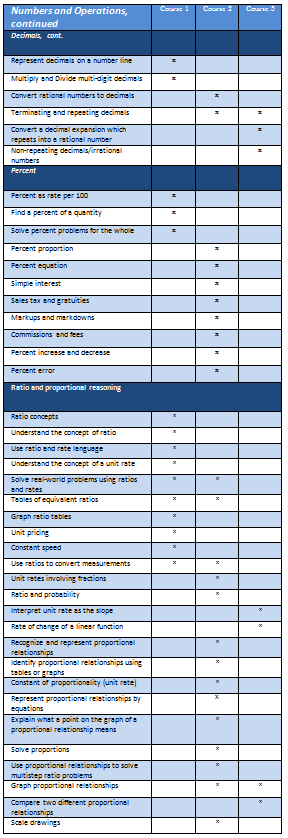 Numbers and Operations, Course 1 Course 2 Course 3
continued
Decimals, cont.
Represent decimals on a number line x
Multiply and Divide multi-digit decimals x
Convert rational numbers to decimals x
Terminating and repeating decimals x x
Convert a decimal expansion which x
repeats into a rational number
Non-repeating decimals/irrational x
numbers
Percent
Percent as rate per 100 x
Find a percent of a quantity x
Solve percent problems for the whole x
Percent proportion x
Percent equation x
Simple interest x
Sales tax and gratuities x
Markups and markdowns x
Commissions and fees x
Percent increase and decrease x
Percent error x
Ratio and proportional reasoning
Ratio concepts x
Understand the concept of ratio x
Use ratio and rate language x
Understand the concept of a unit rate x
Solve real-world problems using ratios x x
and rates
Tables of equivalent ratios x x
Graph ratio tables x
Unit pricing x
Constant speed x
Use ratios to convert measurements x x
Unit rates involving fractions x
Ratio and probability x
Interpret unit rate as the slope x
Rate of change of a linear function x
Recognize and represent proportional x
relationships
Identify proportional relationships using x
tables or graphs
Constant of proportionality (unit rate) x
Represent proportional relationships by x
equations
Explain what a point on the graph of a x
proportional relationship means
Solve proportions x
Use proportional relationships to solve x
multistep ratio problems
Graph proportional relationships x x
Compare two different proportional x
relationships
Scale drawings x